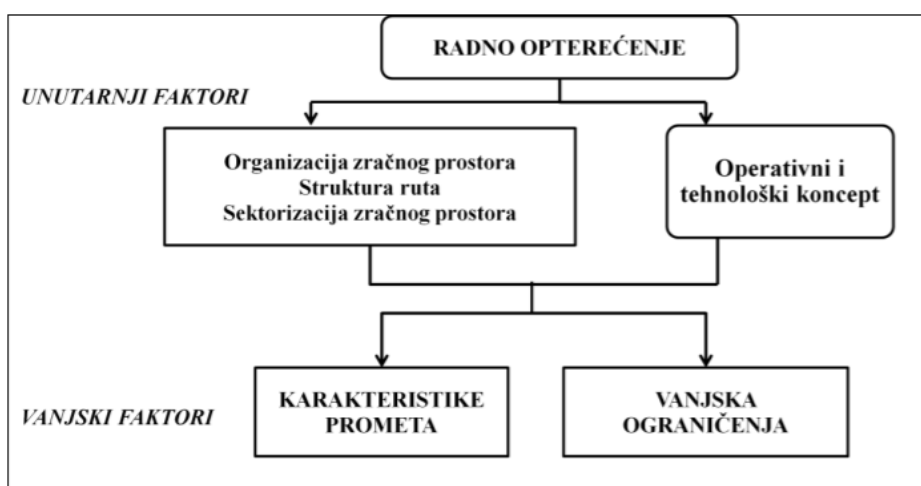 RADNO OPTEREĆENJE
UNUTARNJI FAKTORI
Organizacija zračnog prostora
Struktura ruta
Sektorizacija zračnog prostora
Operativni i
tehnološki koncept
VANJSKI FAKTORI
KARAKTERISTIKE
PROMETA
VANJSKA
OGRANIČENJA